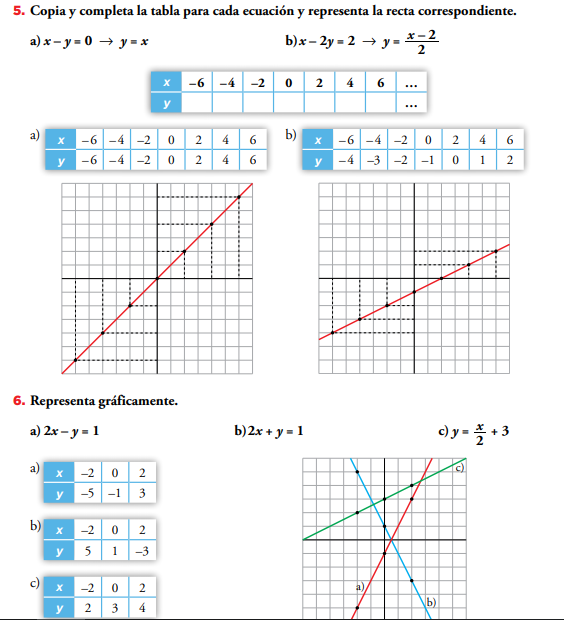 5. Copia y completa la tabla para cada ecuación y representa la recta correspondiente.
a) x – y = 0 → y = x b) x – 2y = 2 → y = (x – 2)/2
x –6 –4 –2 0 2 4 6 ...
y ...
a) x –6 –4 –2 0 2 4 6
y –6 –4 –2 0 2 4 6
b) x –6 –4 –2 0 2 4 6
y –4 –3 –2 –1 0 1 2
6. Representa gráficamente.
a) 2x – y = 1 b) 2x + y = 1 c) y = x/2 + 3
a) x –2 0 2
y –5 –1 3
b) x –2 0 2
y 5 1 –3
c) x –2 0 2
y 2 3 4
c)
a)
b)